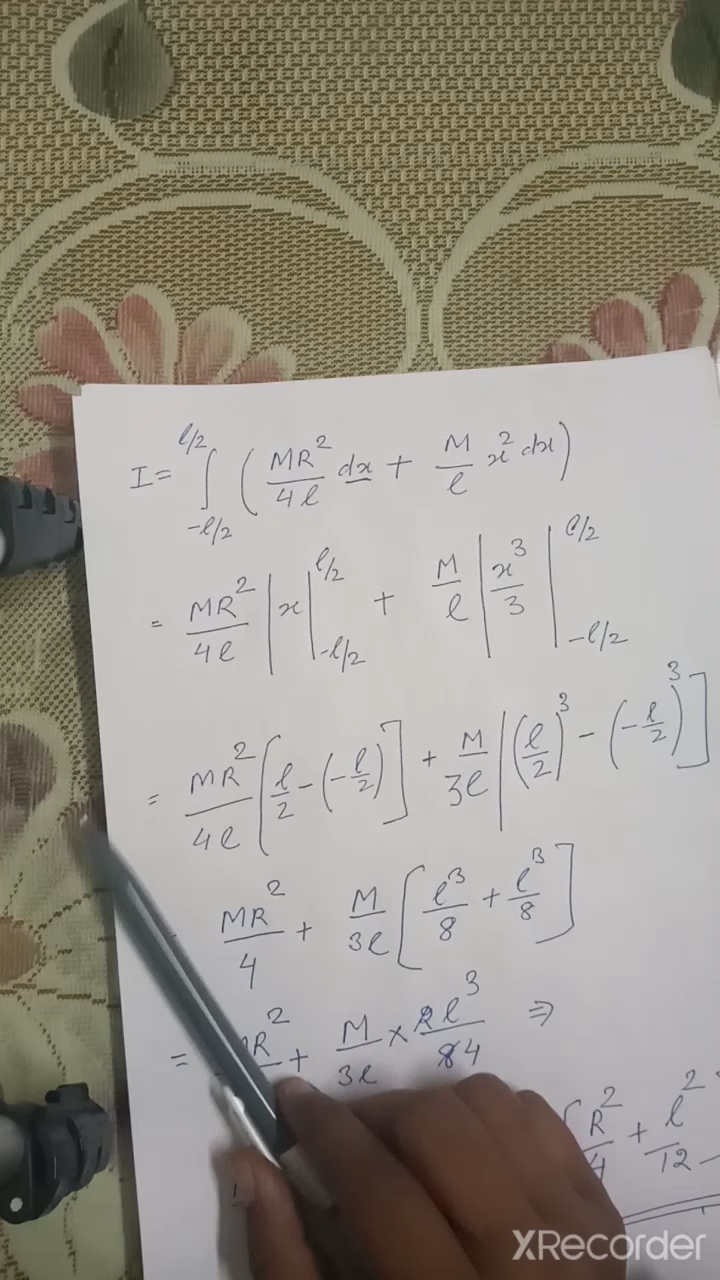 I = ∫_{-l/2}^{l/2} ( MR²/4l dx + M/l x² dx )
= MR²/4l |x|_{-l/2}^{l/2} + M/l | x³/3 |_{-l/2}^{l/2}
= MR²/4l [ l/2 - (-l/2) ] + M/3l | (l/2)³ - (-l/2)³ ]
MR²/4 + M/3l [ l³/8 + l³/8 ]
= R² + M/3l × 2l³/84 ⇒
R²/4 + l²/12
XRecorder